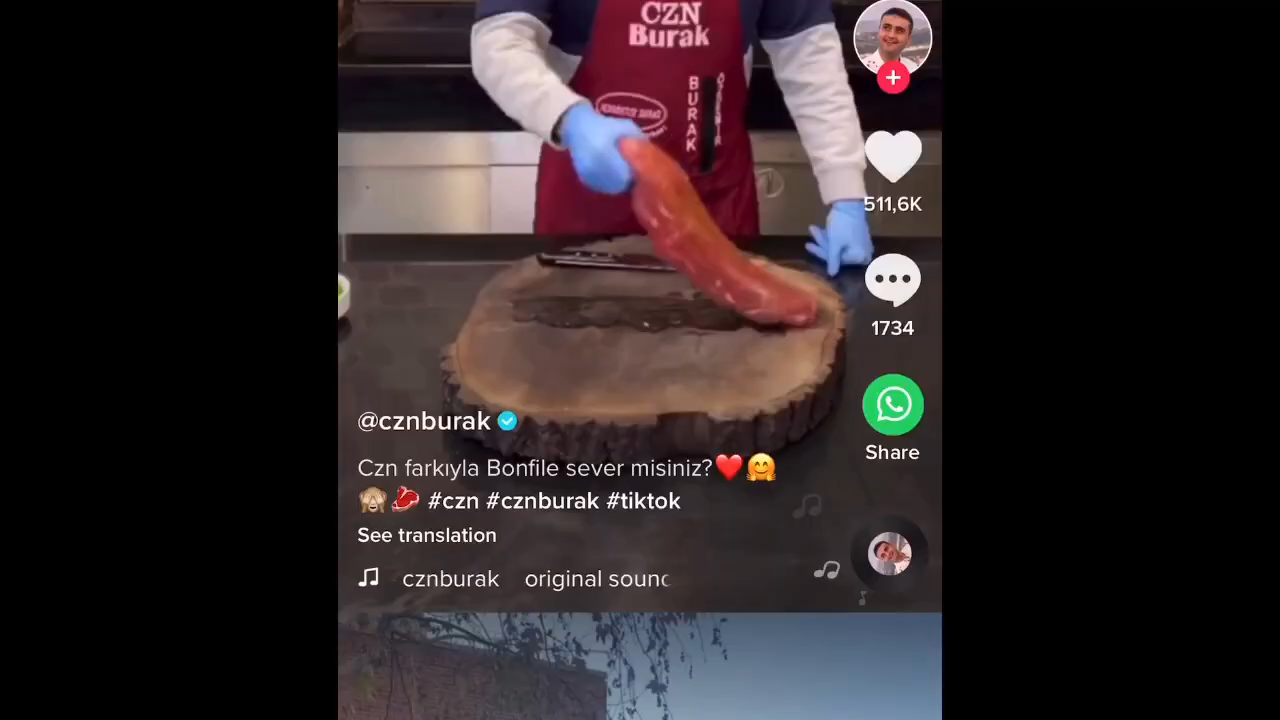 CZN
Burak
BURAK
511,6K
1734
Share
@cznburak
Czn farkıyla Bonfile sever misiniz?❤️🤗
🙈🥩 #czn #cznburak #tiktok
See translation
cznburak original sound